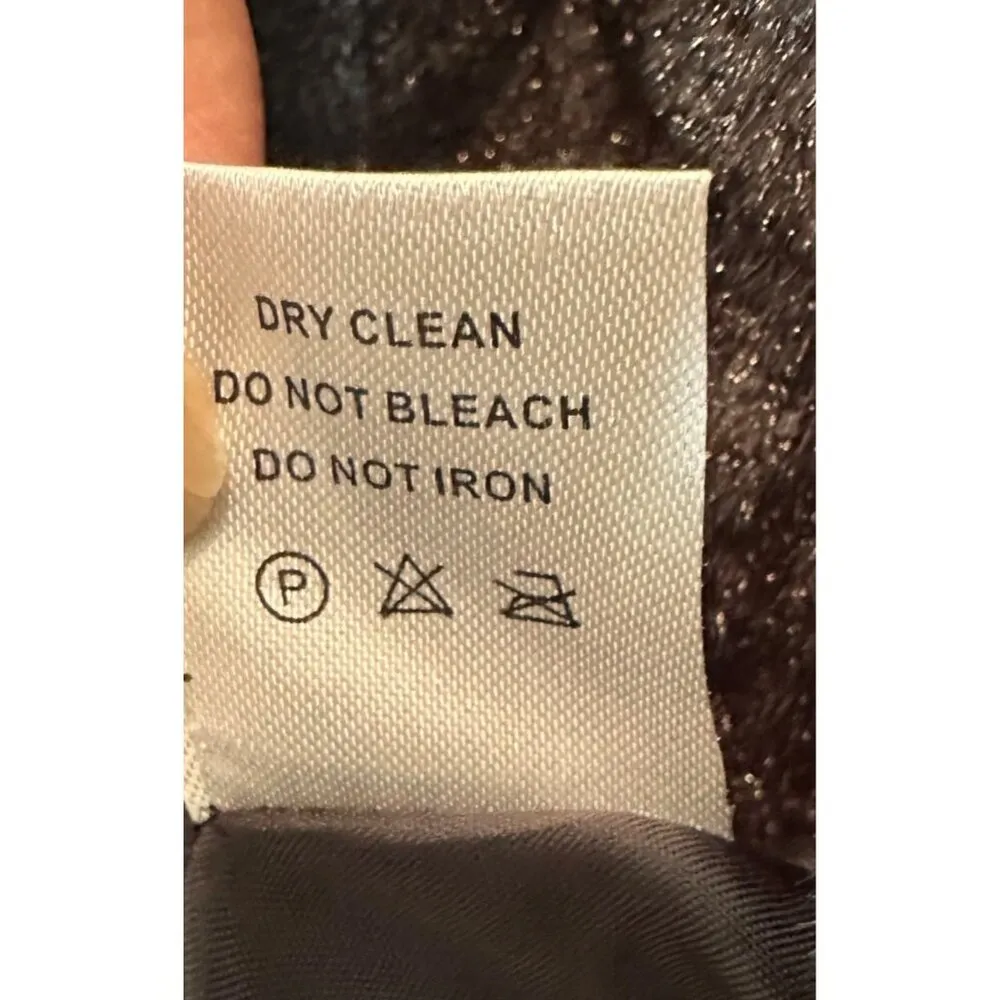 DRY CLEAN
DO NOT BLEACH
DO NOT IRON
P